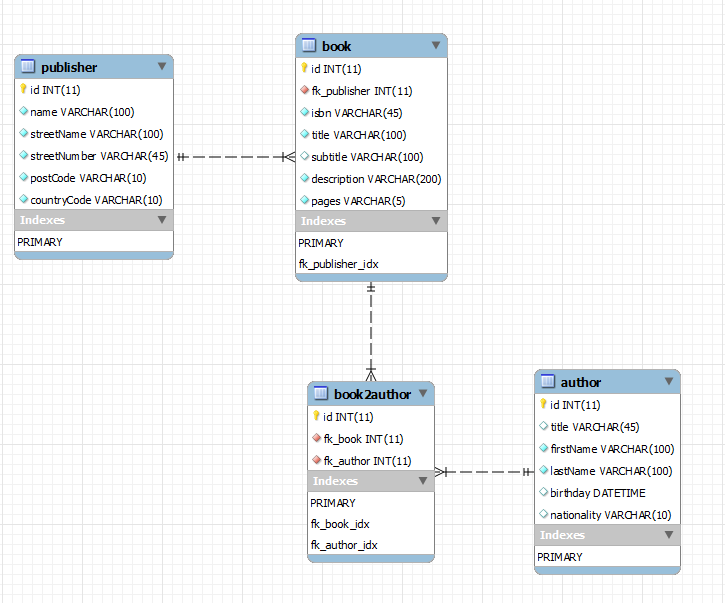 publisher
id INT(11)
name VARCHAR(100)
streetName VARCHAR(100)
streetNumber VARCHAR(45)
postCode VARCHAR(10)
countryCode VARCHAR(10)
Indexes
PRIMARY
book
id INT(11)
fk_publisher INT(11)
isbn VARCHAR(45)
title VARCHAR(100)
subtitle VARCHAR(100)
description VARCHAR(200)
pages VARCHAR(5)
Indexes
PRIMARY
fk_publisher_idx
book2author
id INT(11)
fk_book INT(11)
fk_author INT(11)
Indexes
PRIMARY
fk_book_idx
fk_author_idx
author
id INT(11)
title VARCHAR(45)
firstName VARCHAR(100)
lastName VARCHAR(100)
birthday DATETIME
nationality VARCHAR(10)
Indexes
PRIMARY